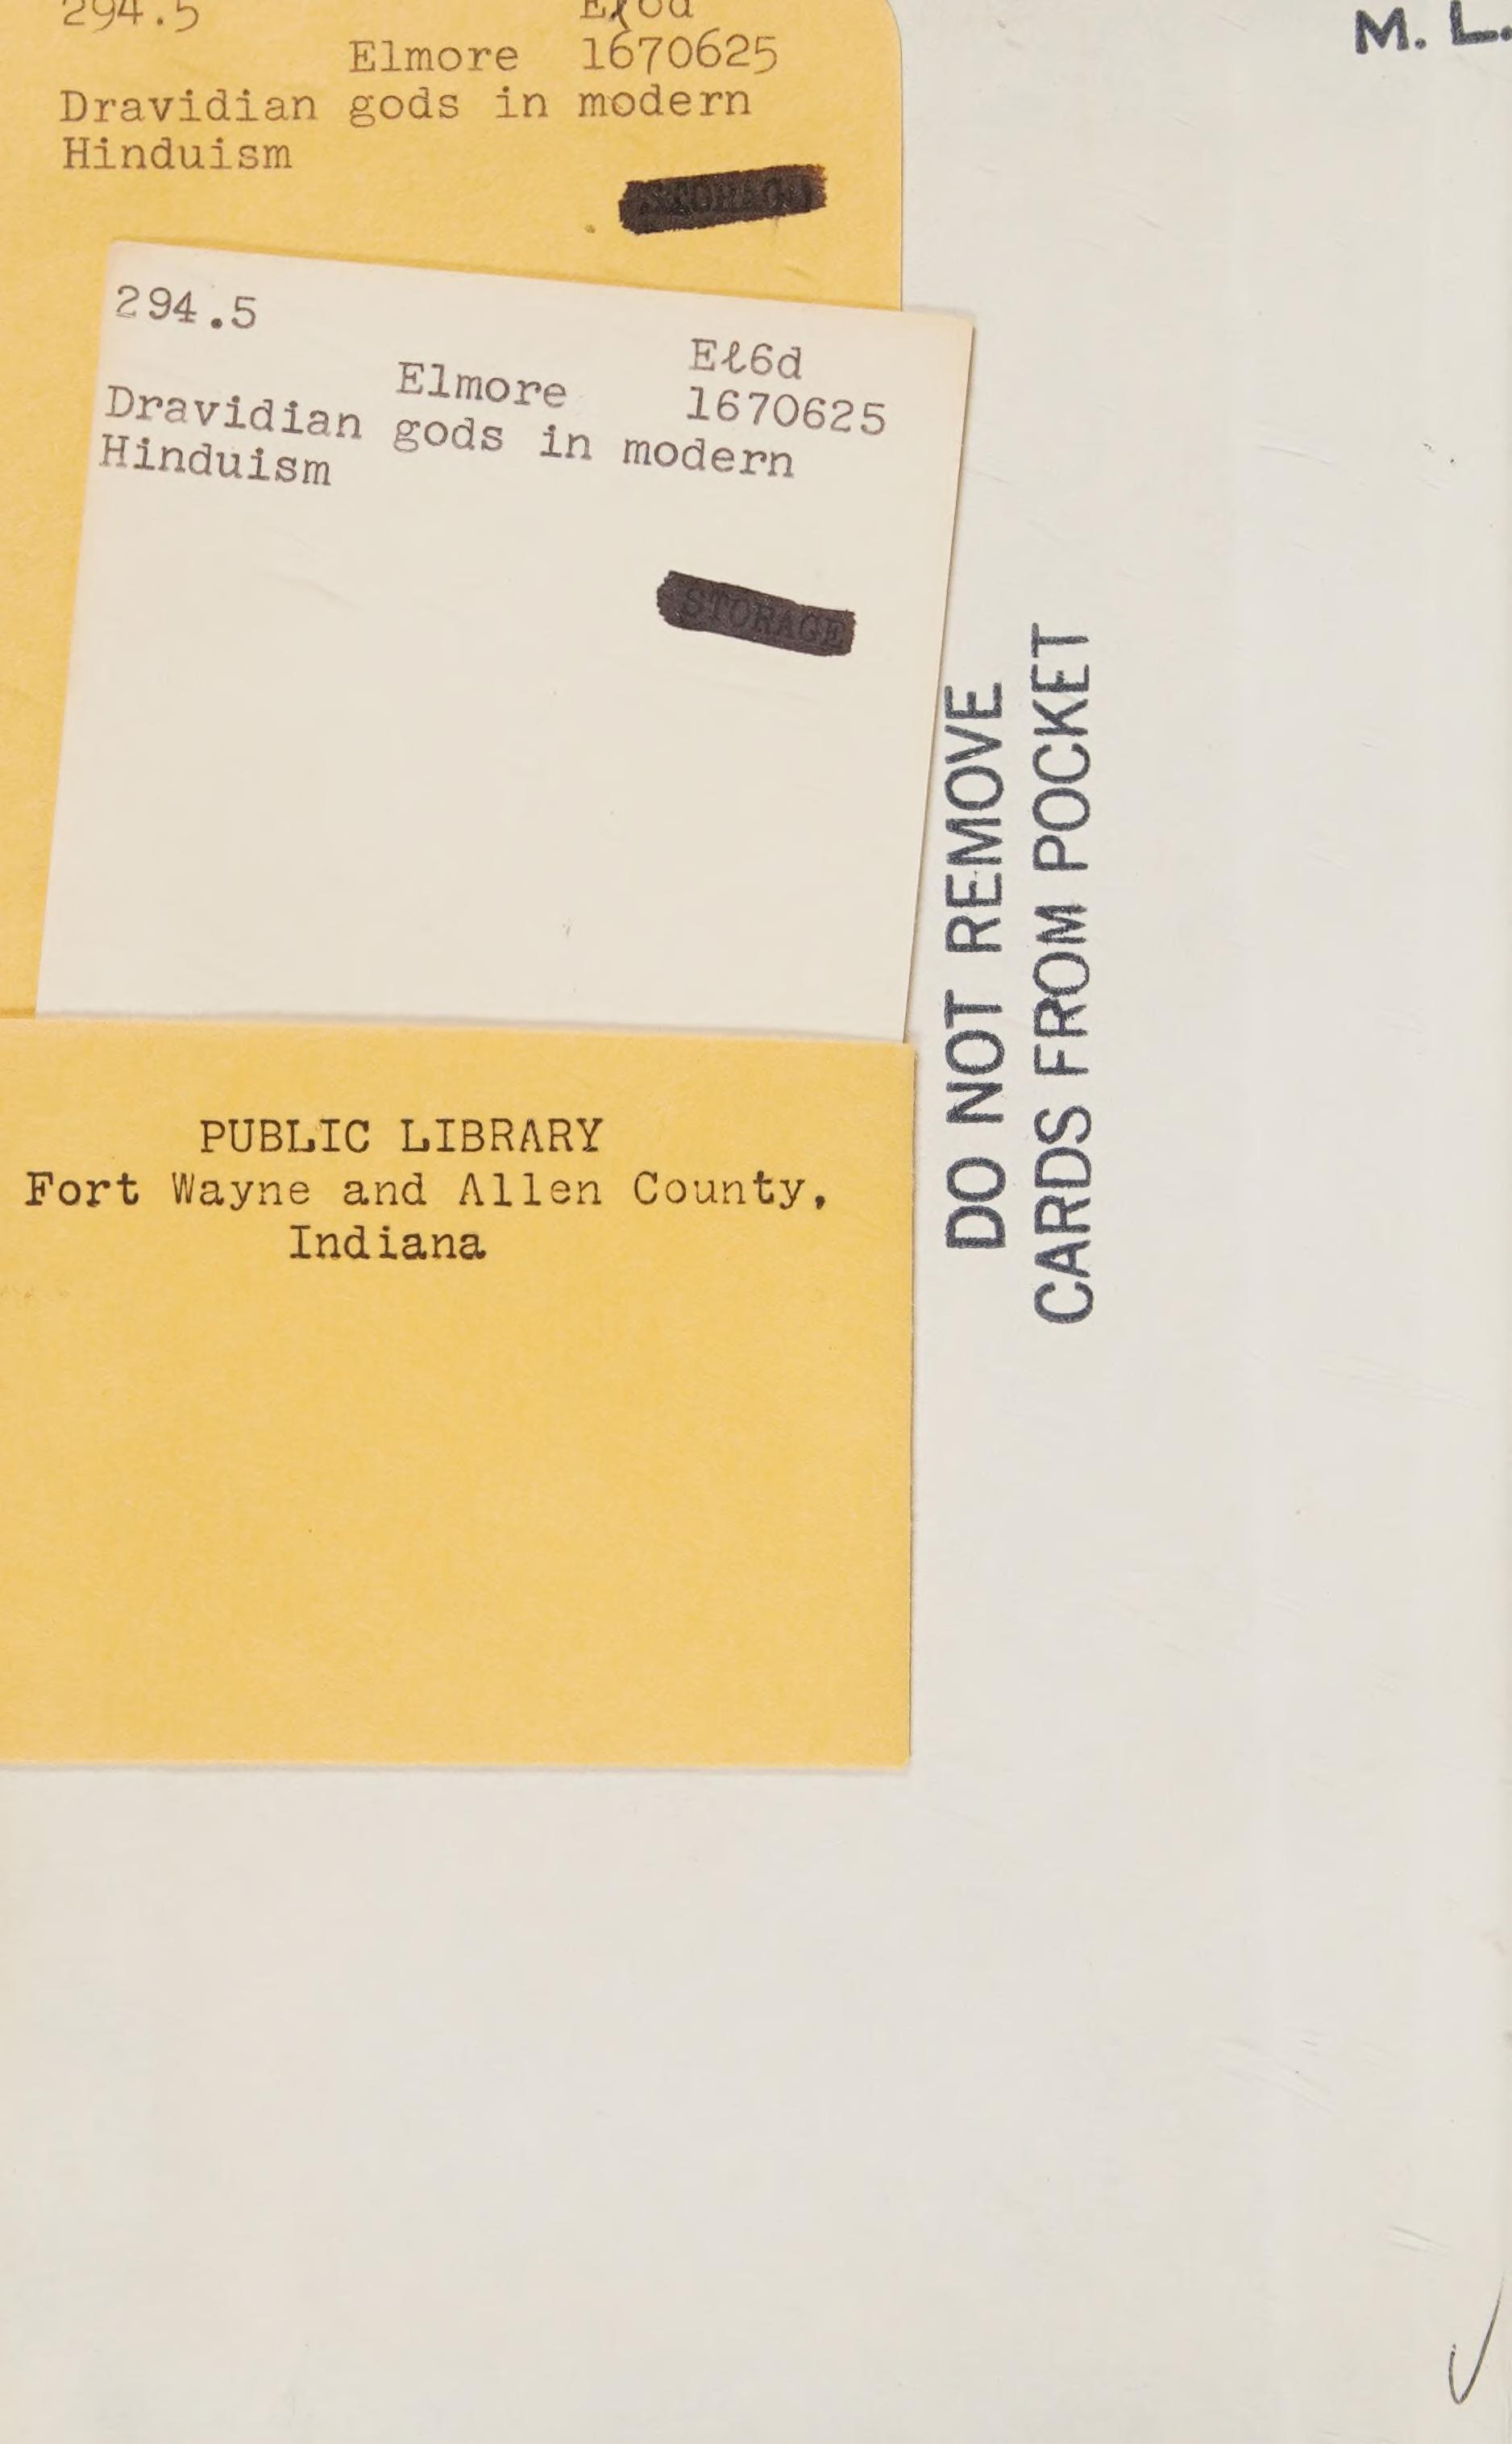 294.5 Eℓ6d
Elmore 1670625
Dravidian gods in modern
Hinduism
M. L.
294.5
Eℓ6d
Elmore 1670625
Dravidian gods in modern
Hinduism
STORAGE
DO NOT REMOVE
CARDS FROM POCKET
PUBLIC LIBRARY
Fort Wayne and Allen County,
Indiana